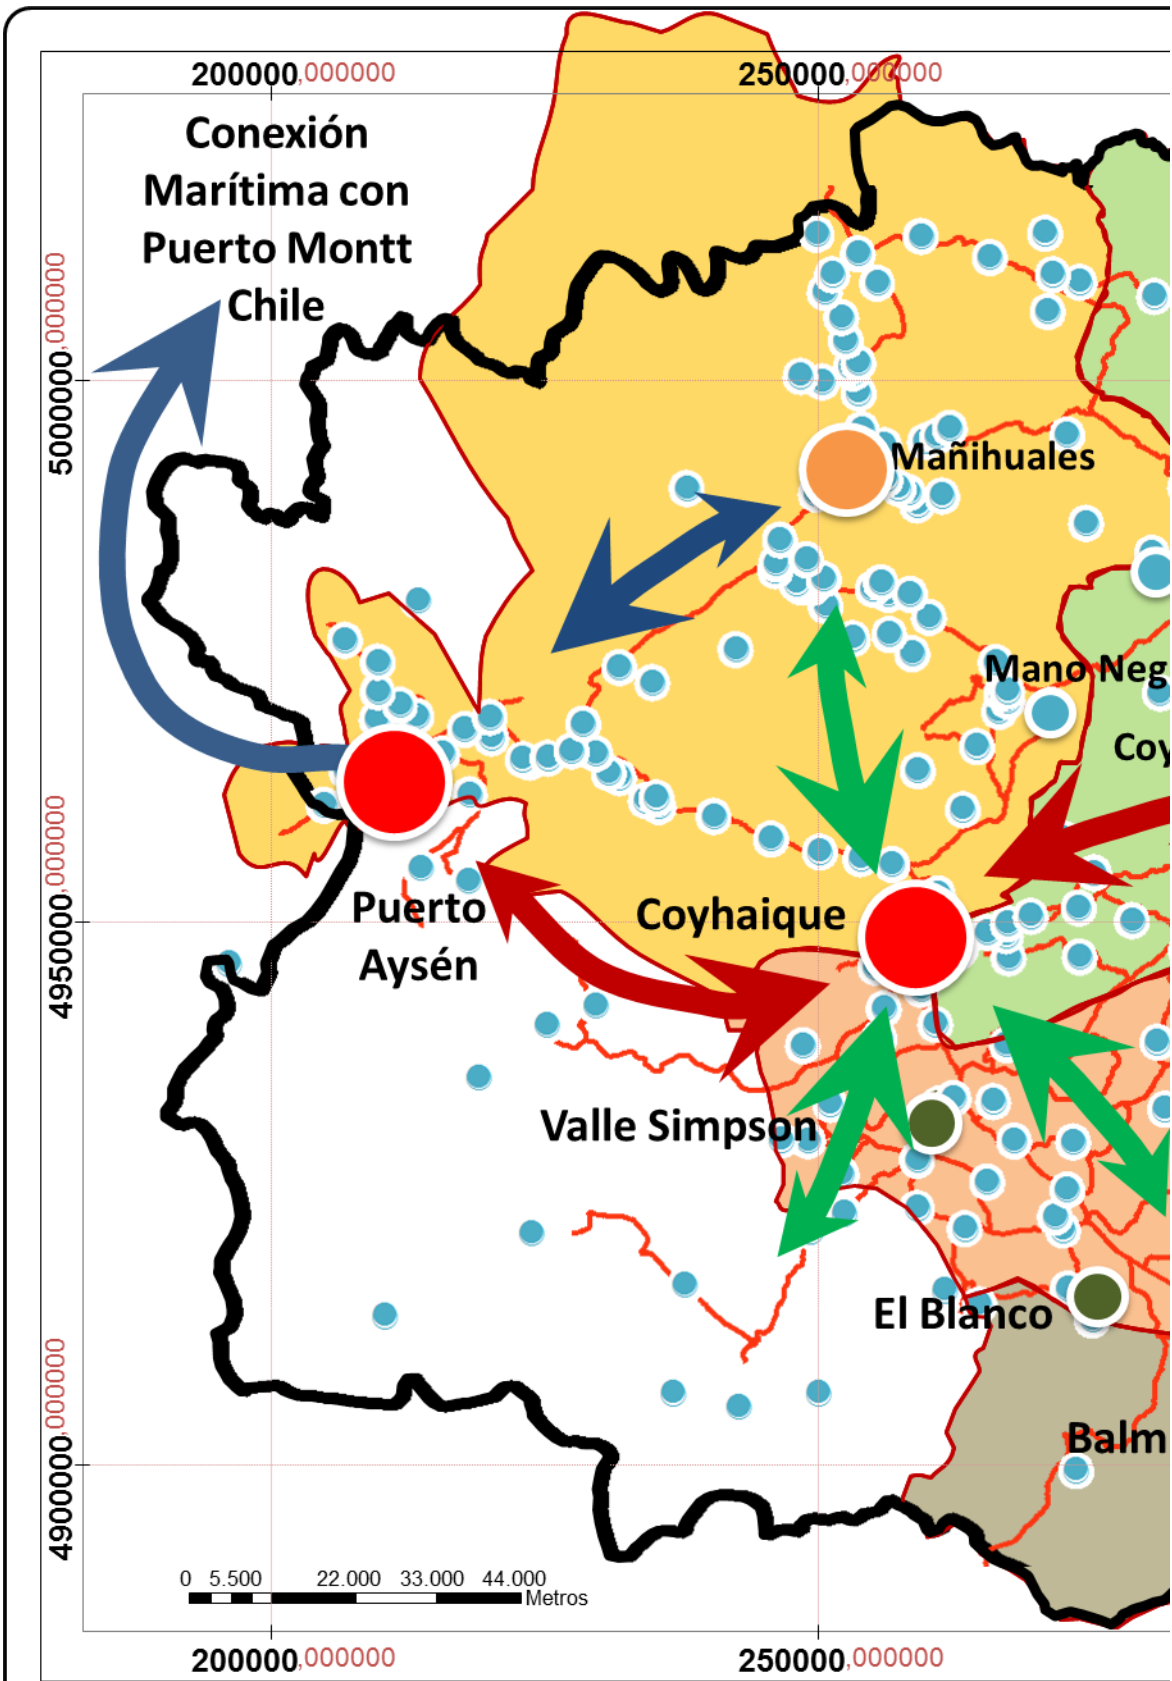 200000,000000
250000,000000
Conexión
Marítima con
Puerto Montt
Chile
5000000,000000
Mañihuales
Mano Neg
Coy
4950000,000000
Coyhaique
Puerto
Aysén
Valle Simpson
El Blanco
4900000,000000
Balm
0 5.500 22.000 33.000 44.000
Metros
200000,000000
250000,000000